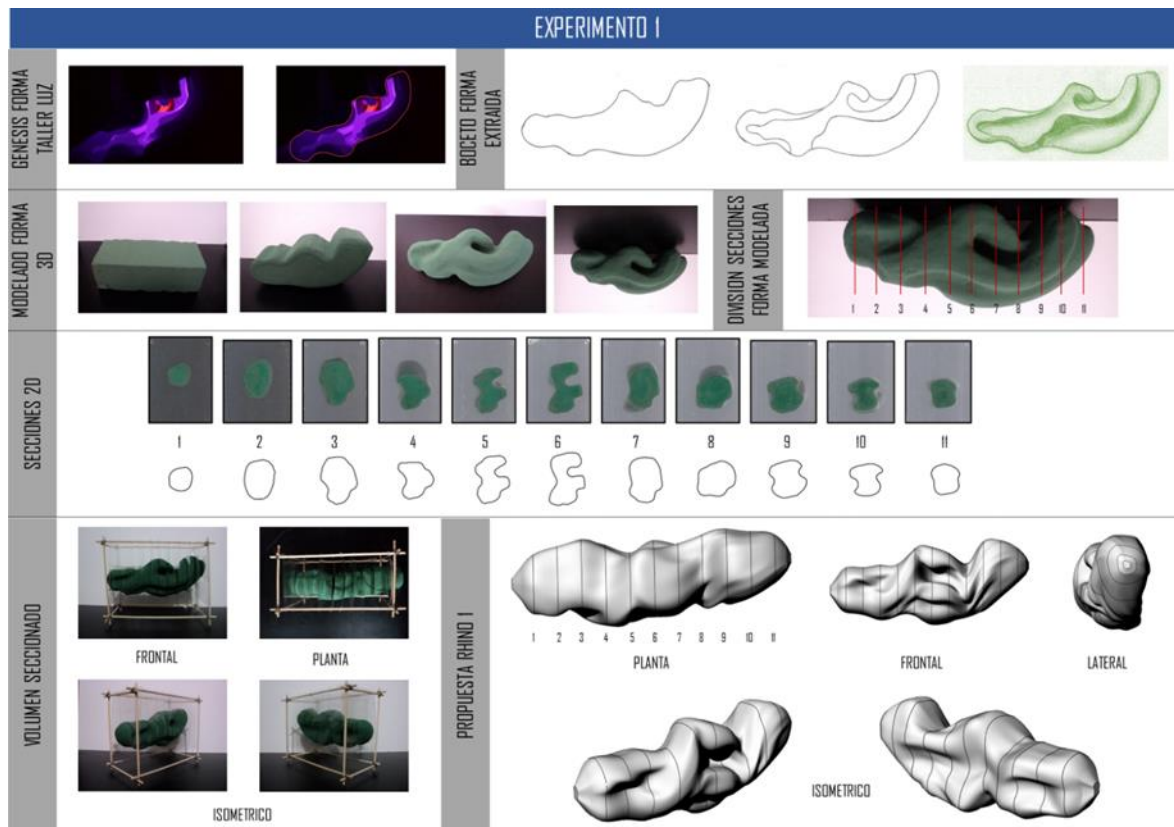 EXPERIMENTO 1
GENESIS FORMA
TALLER LUZ
BOCETO FORMA
EXTRAIDA
MODELADO FORMA
3D
DIVISION SECCIONES
FORMA MODELADA
1 2 3 4 5 6 7 8 9 10 11
SECCIONES 2D
1 2 3 4 5 6 7 8 9 10 11
VOLUMEN SECCIONADO
FRONTAL
PLANTA
ISOMETRICO
PROPUESTA RHINO 1
1 2 3 4 5 6 7 8 9 10 11
PLANTA
FRONTAL
LATERAL
ISOMETRICO